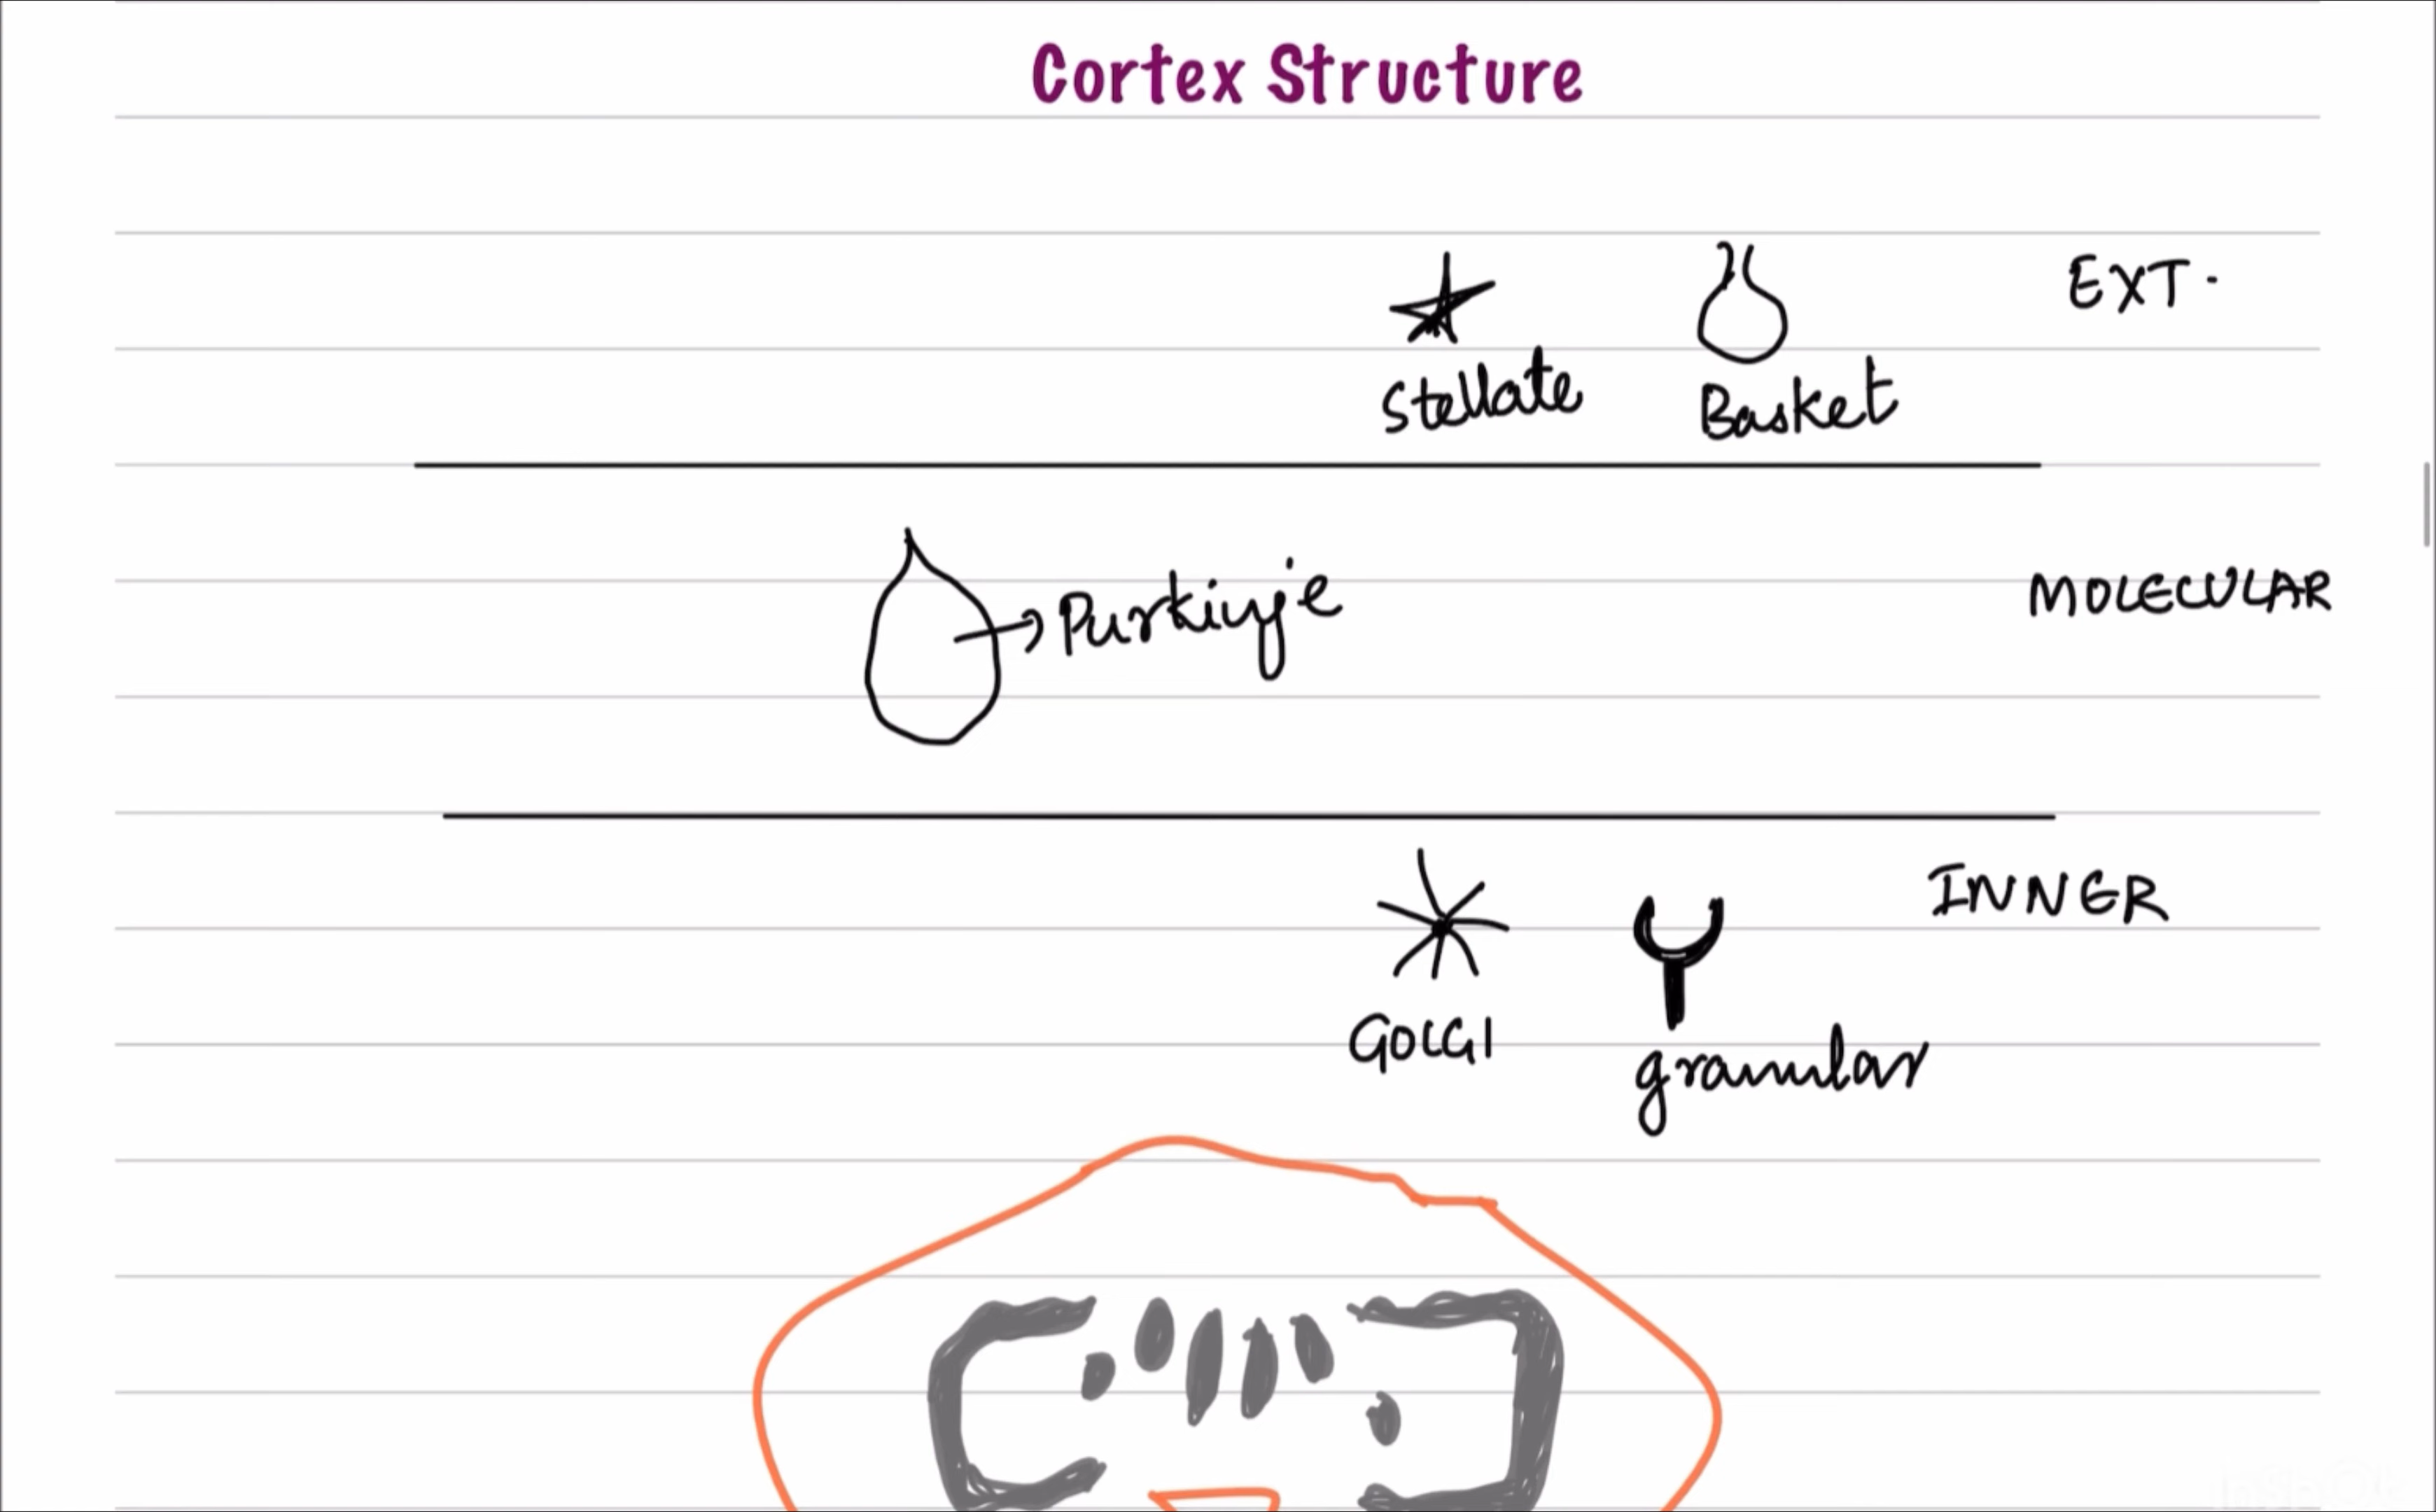 Cortex Structure
EXT.
Stellate Basket
Purkinje MOLECULAR
INNER
GOLGI granular